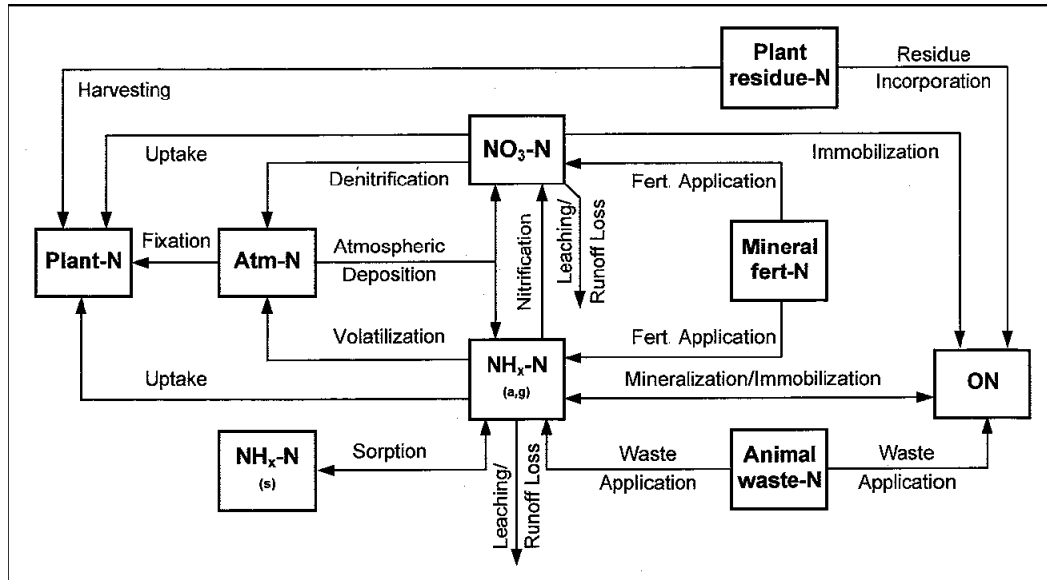 Plant
residue-N
Residue
Incorporation
Harvesting
NO₃-N
Uptake
Immobilization
Denitrification
Fert. Application
Leaching/
Runoff Loss
Nitrification
Plant-N
Fixation
Atm-N
Atmospheric
Deposition
Mineral
fert-N
Volatilization
Fert. Application
NHₓ-N
(a,g)
Uptake
Mineralization/Immobilization
ON
NHₓ-N
(s)
Sorption
Leaching/
Runoff Loss
Waste
Application
Animal
waste-N
Waste
Application